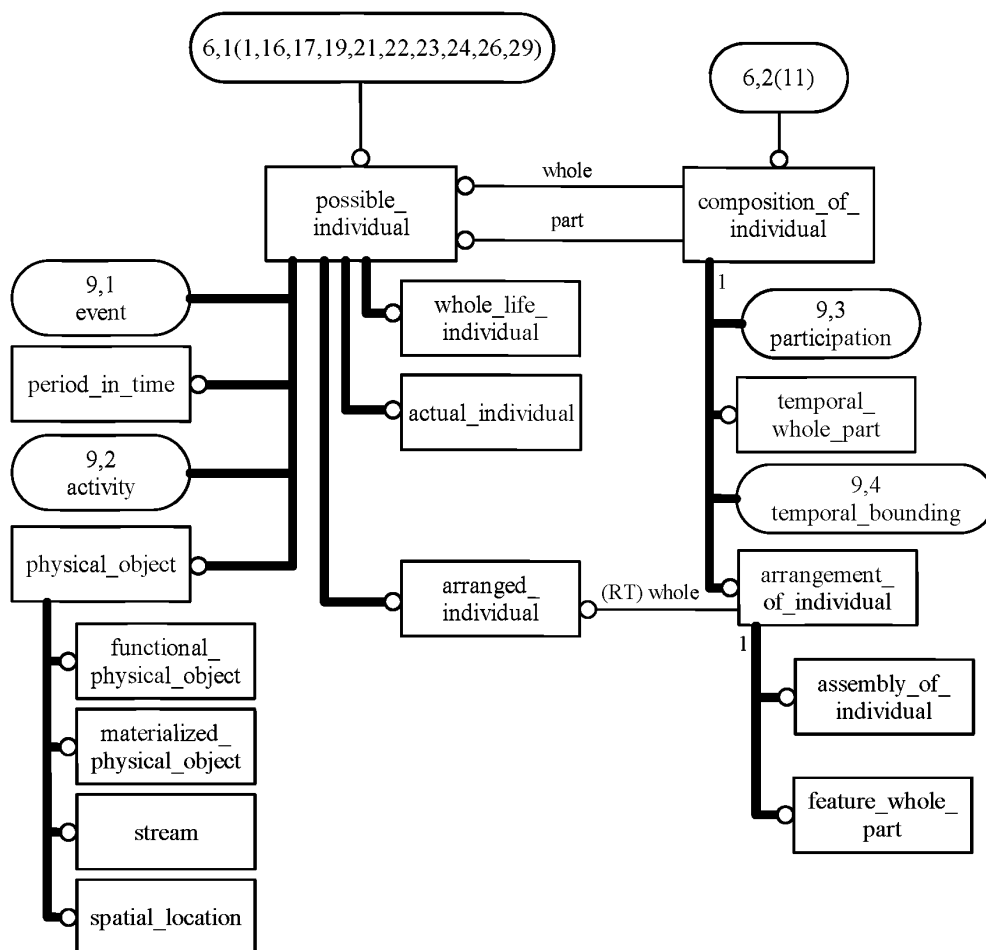 6,1(1,16,17,19,21,22,23,24,26,29)
6,2(11)
possible_
individual
whole
part
composition_of_
individual
1
9,1
event
whole_life_
individual
9,3
participation
period_in_time
actual_individual
temporal_
whole_part
9,2
activity
9,4
temporal_bounding
physical_object
arranged_
individual
(RT) whole
arrangement_
of_individual
1
functional_
physical_object
assembly_of_
individual
materialized_
physical_object
feature_whole_
part
stream
spatial_location